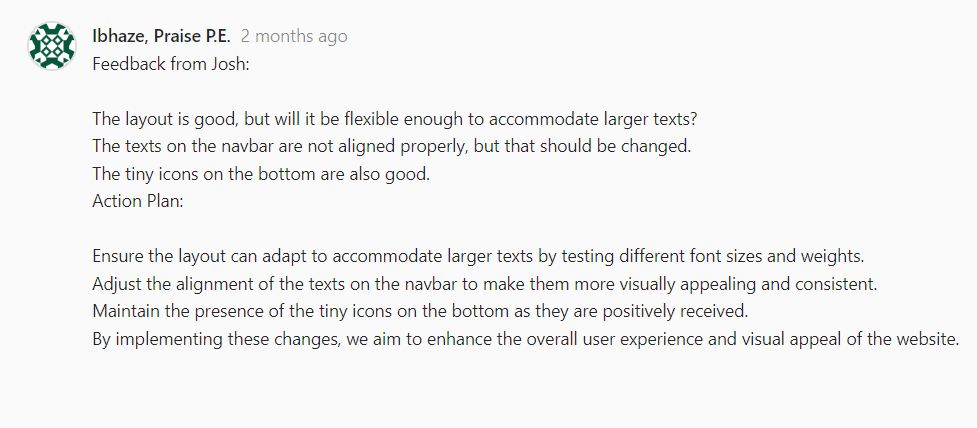 Ibhaze, Praise P.E. 2 months ago
Feedback from Josh:
The layout is good, but will it be flexible enough to accommodate larger texts?
The texts on the navbar are not aligned properly, but that should be changed.
The tiny icons on the bottom are also good.
Action Plan:
Ensure the layout can adapt to accommodate larger texts by testing different font sizes and weights.
Adjust the alignment of the texts on the navbar to make them more visually appealing and consistent.
Maintain the presence of the tiny icons on the bottom as they are positively received.
By implementing these changes, we aim to enhance the overall user experience and visual appeal of the website.